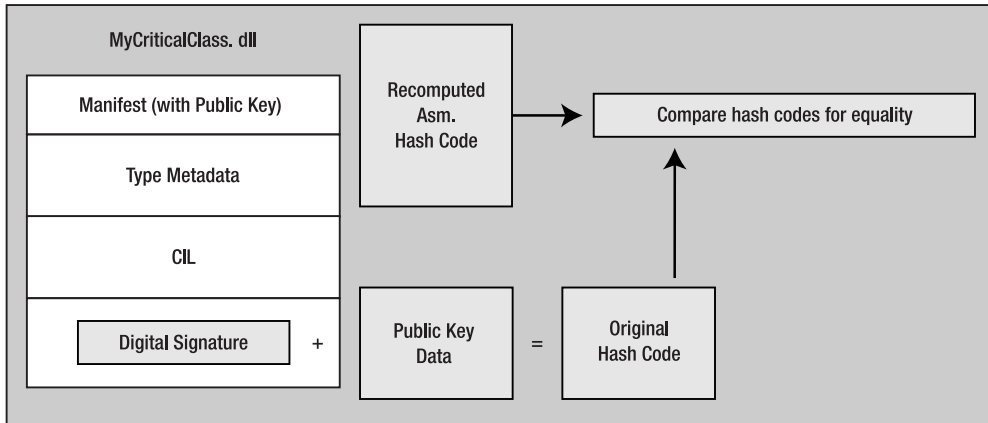 MyCriticalClass. dll
Manifest (with Public Key)
Type Metadata
CIL
Digital Signature
+
Recomputed
Asm.
Hash Code
Compare hash codes for equality
Public Key
Data
=
Original
Hash Code